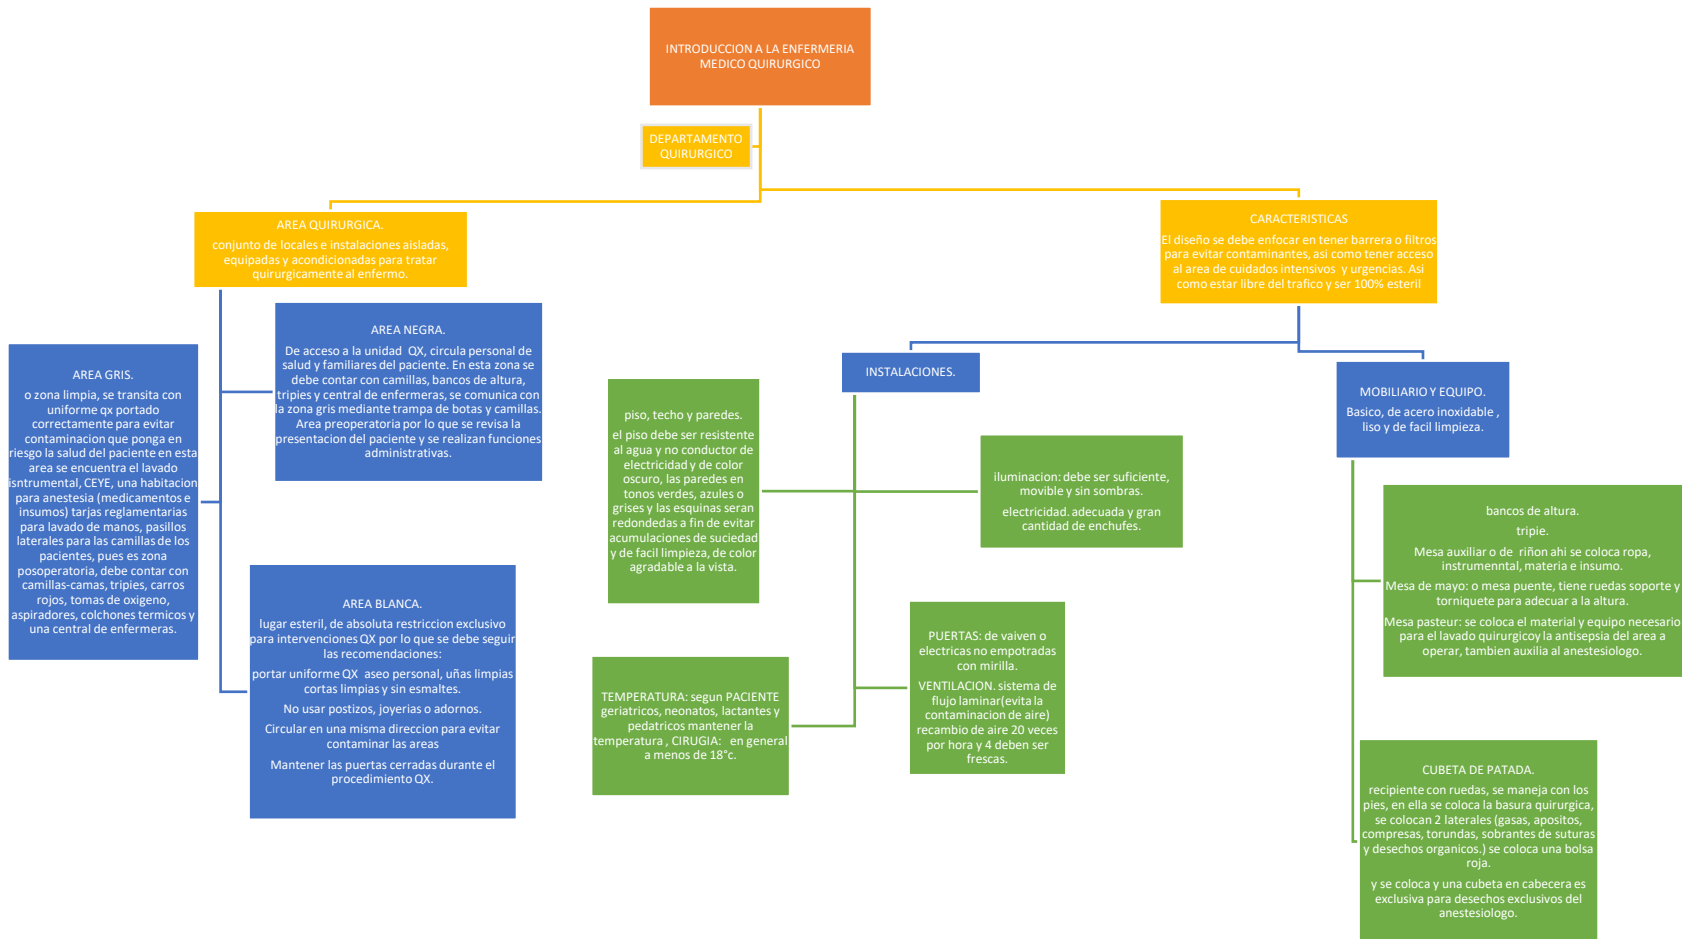 INTRODUCCION A LA ENFERMERIA
MEDICO QUIRURGICO
DEPARTAMENTO
QUIRURGICO
AREA QUIRURGICA.
conjunto de locales e instalaciones aisladas,
equipadas y acondicionadas para tratar
quirurgicamente al enfermo.
AREA GRIS.
o zona limpia, se transita con
uniforme qx portado
correctamente para evitar
contaminacion que ponga en
riesgo la salud del paciente en esta
area se encuentra el lavado
isntrumental, CEYE, una habitacion
para anestesia (medicamentos e
insumos) tarjas reglamentarias
para lavado de manos, pasillos
laterales para las camillas de los
pacientes, pues es zona
posoperatoria, debe contar con
camillas-camas, tripies, carros
rojos, tomas de oxigeno,
aspiradores, colchones termicos y
una central de enfermeras.
AREA NEGRA.
De acceso a la unidad QX, circula personal de
salud y familiares del paciente. En esta zona se
debe contar con camillas, bancos de altura,
tripies y central de enfermeras, se comunica con
la zona gris mediante trampa de botas y camillas.
Area preoperatoria por lo que se revisa la
presentacion del paciente y se realizan funciones
administrativas.
AREA BLANCA.
lugar esteril, de absoluta restriccion exclusivo
para intervenciones QX por lo que se debe seguir
las recomendaciones:
portar uniforme QX aseo personal, uñas limpias
cortas limpias y sin esmaltes.
No usar postizos, joyerias o adornos.
Circular en una misma direccion para evitar
contaminar las areas
Mantener las puertas cerradas durante el
procedimiento QX.
CARACTERISTICAS
El diseño se debe enfocar en tener barrera o filtros
para evitar contaminantes, asi como tener acceso
al area de cuidados intensivos y urgencias. Asi
como estar libre del trafico y ser 100% esteril
INSTALACIONES.
piso, techo y paredes.
el piso debe ser resistente
al agua y no conductor de
electricidad y de color
oscuro, las paredes en
tonos verdes, azules o
grises y las esquinas seran
redondedas a fin de evitar
acumulaciones de suciedad
y de facil limpieza, de color
agradable a la vista.
iluminacion: debe ser suficiente,
movible y sin sombras.
electricidad. adecuada y gran
cantidad de enchufes.
TEMPERATURA: segun PACIENTE
geriatricos, neonatos, lactantes y
pedatricos mantener la
temperatura , CIRUGIA: en general
a menos de 18°c.
PUERTAS: de vaiven o
electricas no empotradas
con mirilla.
VENTILACION. sistema de
flujo laminar(evita la
contaminacion de aire)
recambio de aire 20 veces
por hora y 4 deben ser
frescas.
MOBILIARIO Y EQUIPO.
Basico, de acero inoxidable ,
liso y de facil limpieza.
bancos de altura.
tripie.
Mesa auxiliar o de riñon ahi se coloca ropa,
instrumenntal, materia e insumo.
Mesa de mayo: o mesa puente, tiene ruedas soporte y
torniquete para adecuar a la altura.
Mesa pasteur: se coloca el material y equipo necesario
para el lavado quirurgicoy la antisepsia del area a
operar, tambien auxilia al anestesiologo.
CUBETA DE PATADA.
recipiente con ruedas, se maneja con los
pies, en ella se coloca la basura quirurgica,
se colocan 2 laterales (gasas, apositos,
compresas, torundas, sobrantes de suturas
y desechos organicos.) se coloca una bolsa
roja.
y se coloca y una cubeta en cabecera es
exclusiva para desechos exclusivos del
anestesiologo.